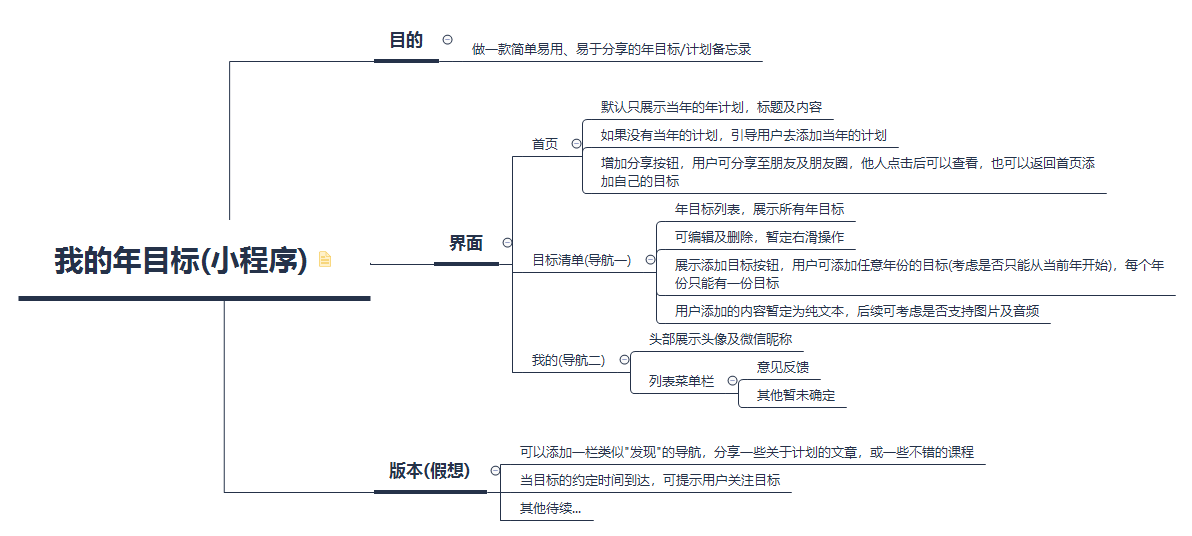 我的年目标(小程序)
目的
做一款简单易用、易于分享的年目标/计划备忘录
界面
首页
默认只展示当年的年计划，标题及内容
如果没有当年的计划，引导用户去添加当年的计划
增加分享按钮，用户可分享至朋友及朋友圈，他人点击后可以查看，也可以返回首页添
加自己的目标
目标清单(导航一)
年目标列表，展示所有年目标
可编辑及删除，暂定右滑操作
展示添加目标按钮，用户可添加任意年份的目标(考虑是否只能从当前年开始)，每个年
份只能有一份目标
用户添加的内容暂定为纯文本，后续可考虑是否支持图片及音频
我的(导航二)
头部展示头像及微信昵称
列表菜单栏
意见反馈
其他暂未确定
版本(假想)
可以添加一栏类似"发现"的导航，分享一些关于计划的文章，或一些不错的课程
当目标的约定时间到达，可提示用户关注目标
其他待续...